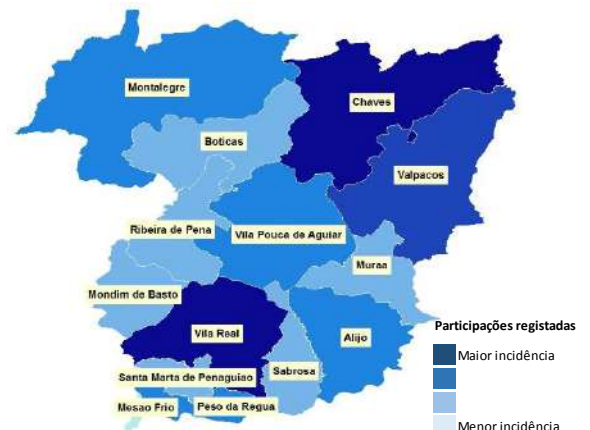 Montalegre
Chaves
Boticas
Valpacos
Ribeira de Pena
Vila Pouca de Aguiar
Muraa
Mondim de Basto
Vila Real
Alijo
Sabrosa
Santa Marta de Penaguiao
Mesao Frio
Peso da Regua
Participações registadas
Maior incidência
Menor incidência